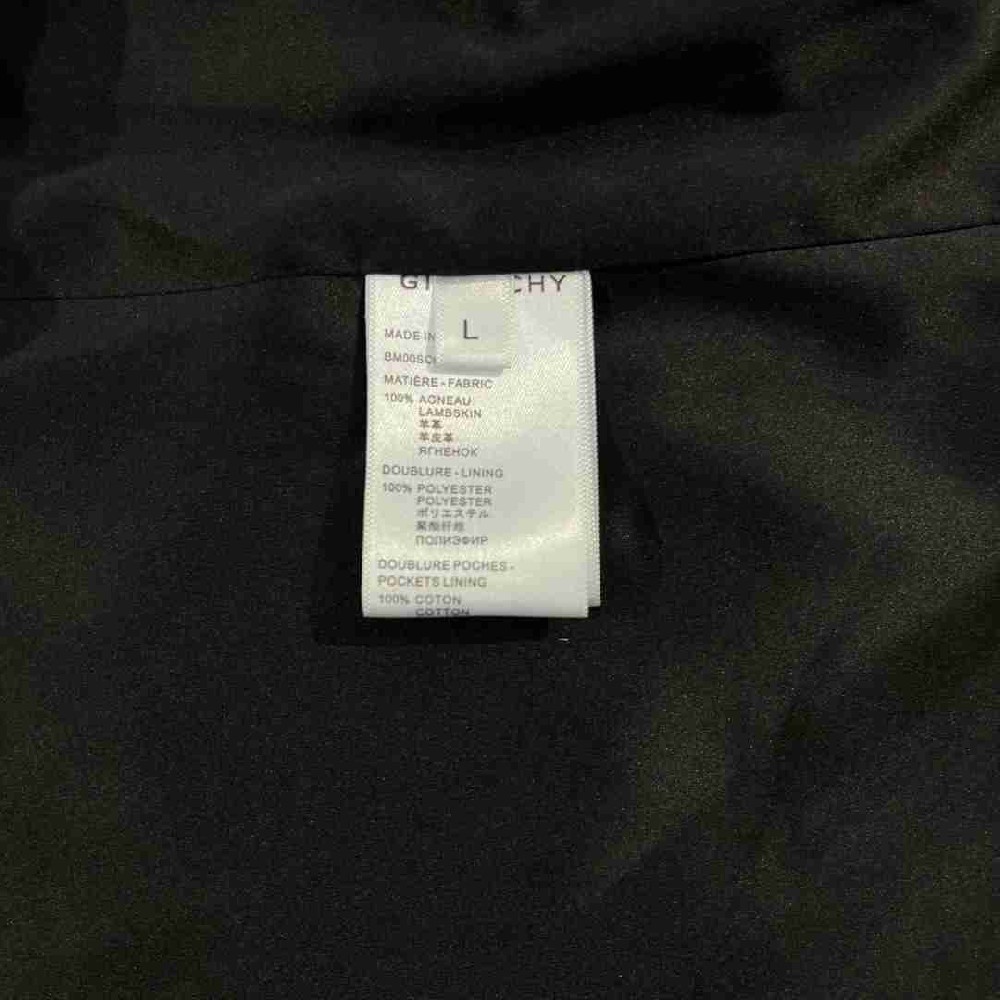 GI CHY
L
MADE IN
BM00SC
MATIÈRE - FABRIC
100% AGNEAU
LAMBSKIN
羊革
羊皮革
ЯГНЕНОК
DOUBLURE - LINING
100% POLYESTER
POLYESTER
ポリエステル
聚酯纤维
ПОЛИЭФИР
DOUBLURE POCHES -
POCKETS LINING
100% COTON
COTTON